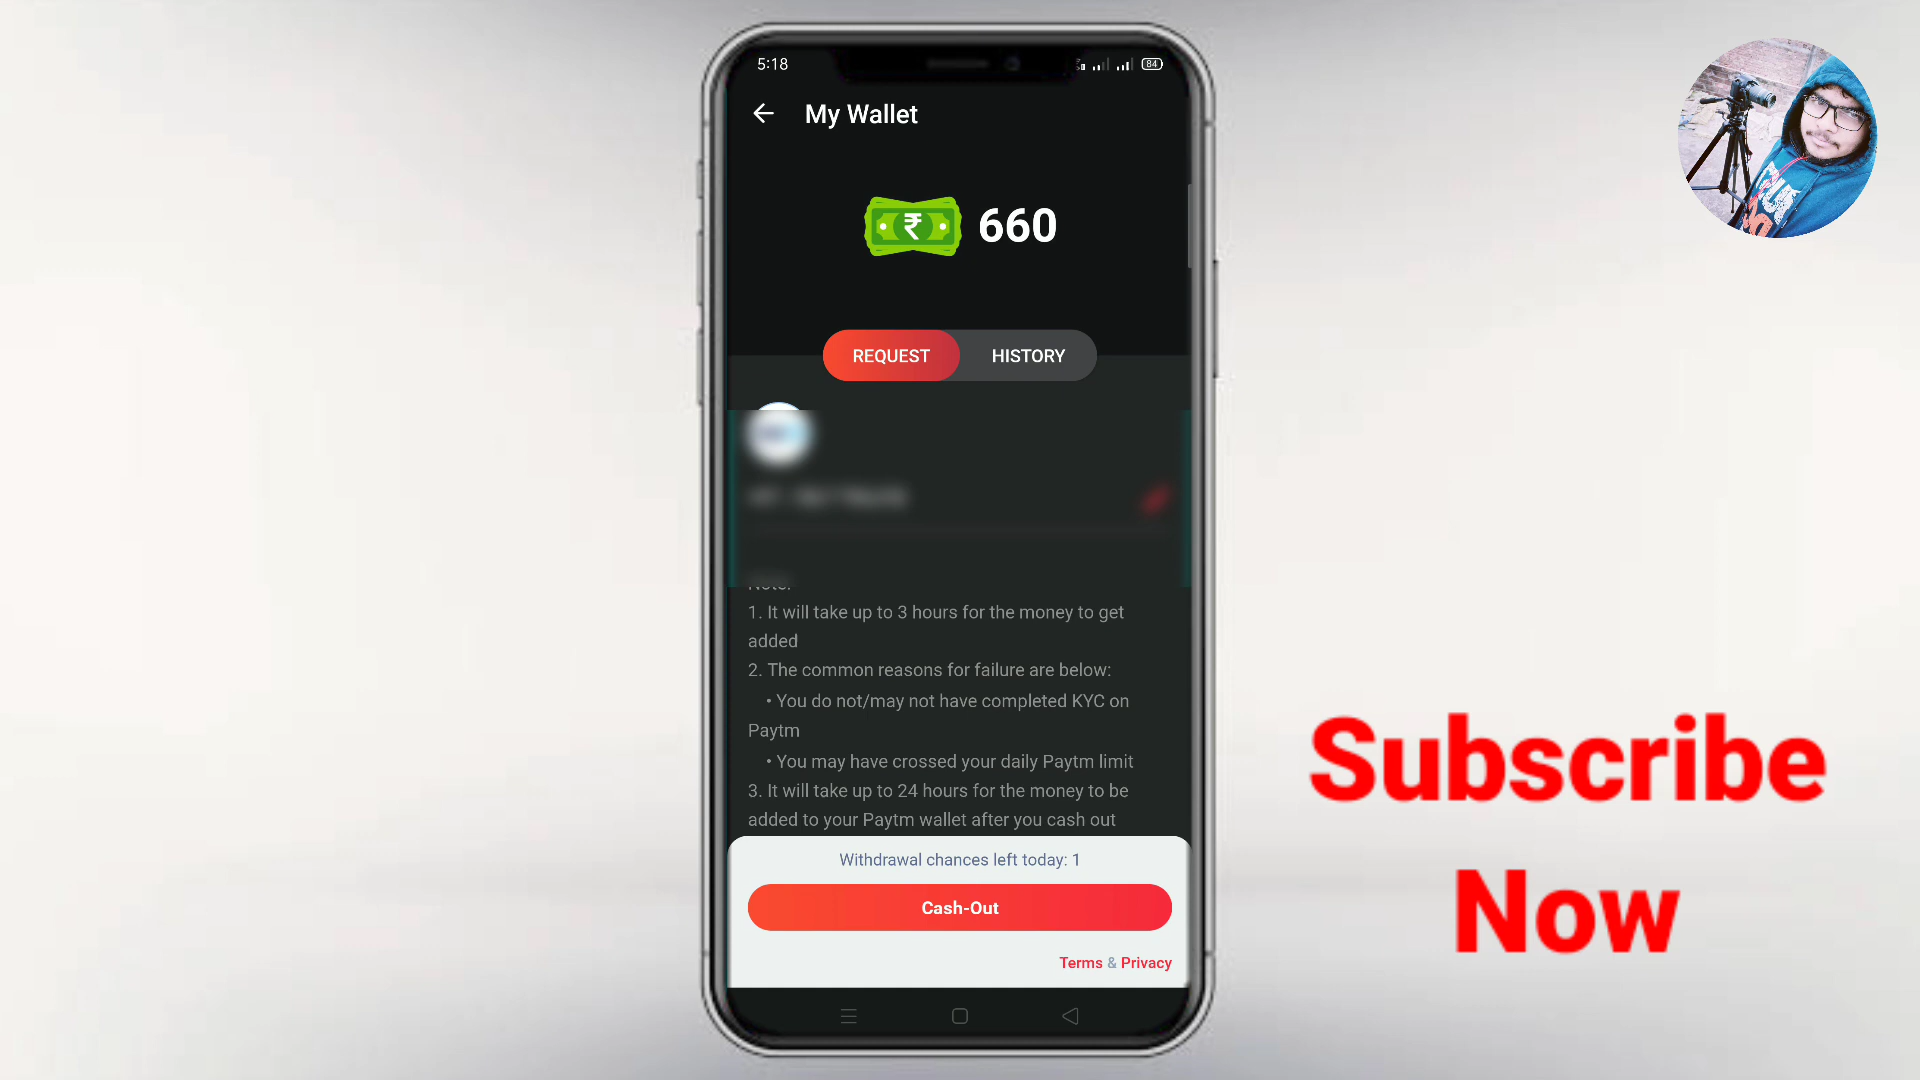 5:18
84
My Wallet
₹ 660
REQUEST HISTORY
Note:
1. It will take up to 3 hours for the money to get
added
2. The common reasons for failure are below:
• You do not/may not have completed KYC on
Paytm
• You may have crossed your daily Paytm limit
3. It will take up to 24 hours for the money to be
added to your Paytm wallet after you cash out
Withdrawal chances left today: 1
Cash-Out
Terms & Privacy
Subscribe
Now